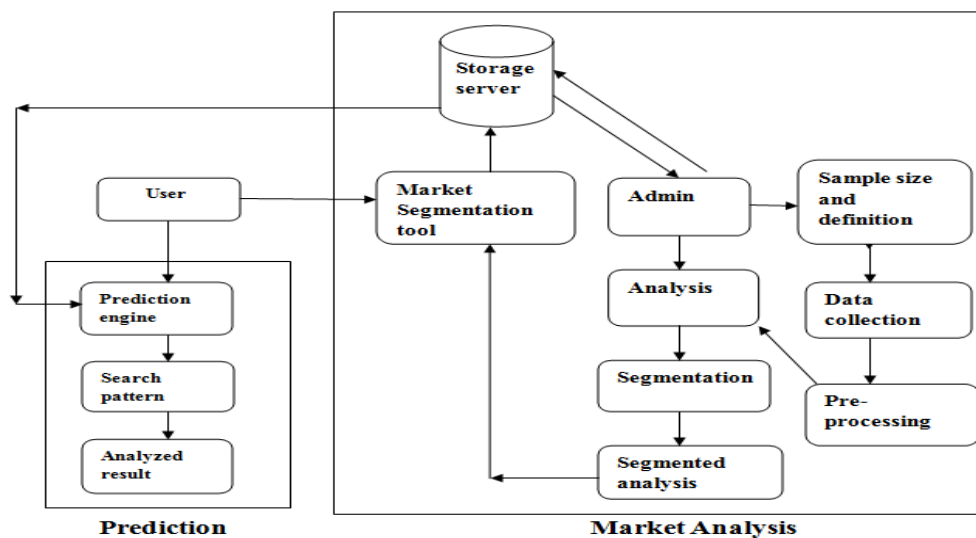 Storage
server
User
Market
Segmentation
tool
Admin
Sample size
and
definition
Prediction
engine
Analysis
Data
collection
Search
pattern
Segmentation
Pre-
processing
Analyzed
result
Segmented
analysis
Prediction
Market Analysis